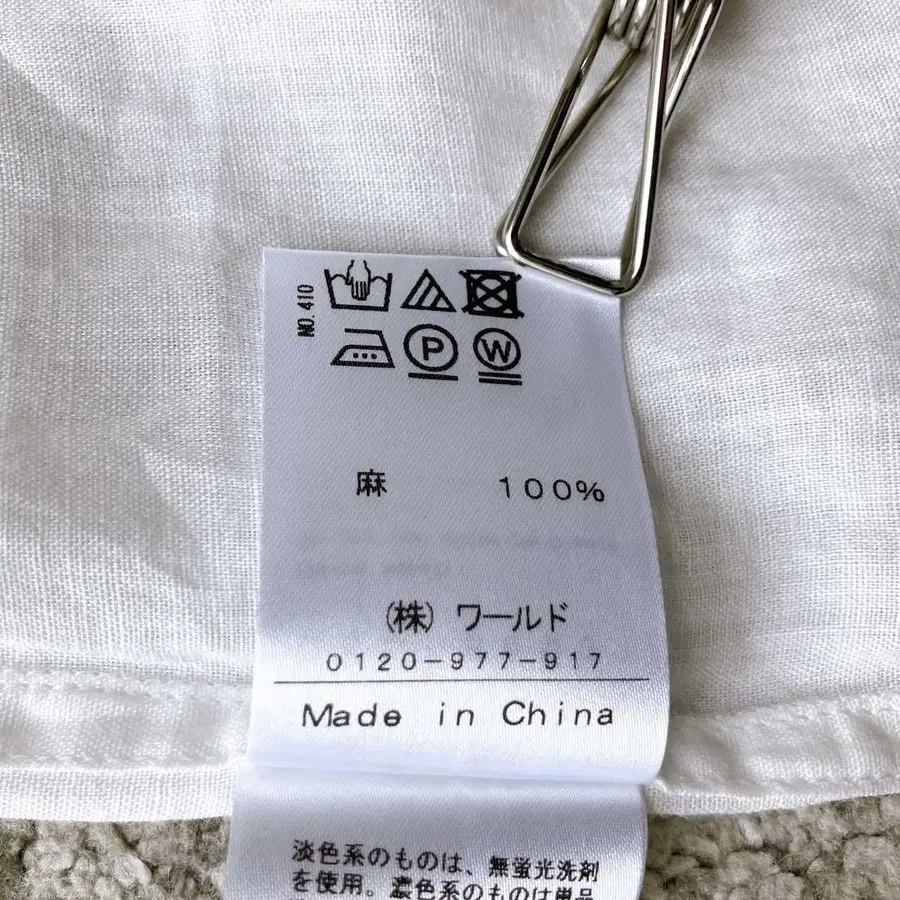 NO.410
P
W
麻 100%
(株) ワールド
0120-977-917
Made in China
淡色系のものは、無蛍光洗剤
を使用。濃色系のものは単品